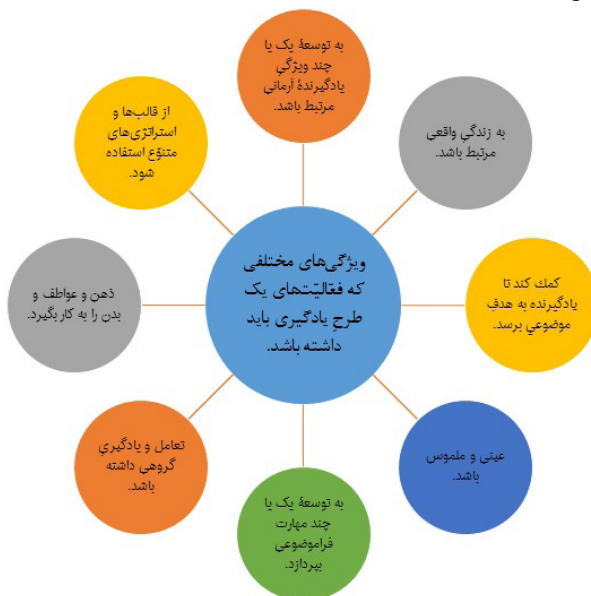 ویژگی‌های مختلفی
که فعّالیّت‌های یک
طرح یادگیری باید
داشته باشد.
به توسعهٔ یک یا
چند ویژگیِ
یادگیرندهٔ آرمانی
مرتبط باشد.
به زندگیِ واقعی
مرتبط باشد.
کمک کند تا
یادگیرنده به هدفِ
موضوعی برسد.
عینی و ملموس
باشد.
به توسعهٔ یک یا
چند مهارت
فراموضوعی
بپردازد.
تعامل و یادگیریِ
گروهی داشته
باشد.
ذهن و عواطف و
بدن را به کار بگیرد.
از قالب‌ها و
استراتژی‌های
متنوّع استفاده
شود.